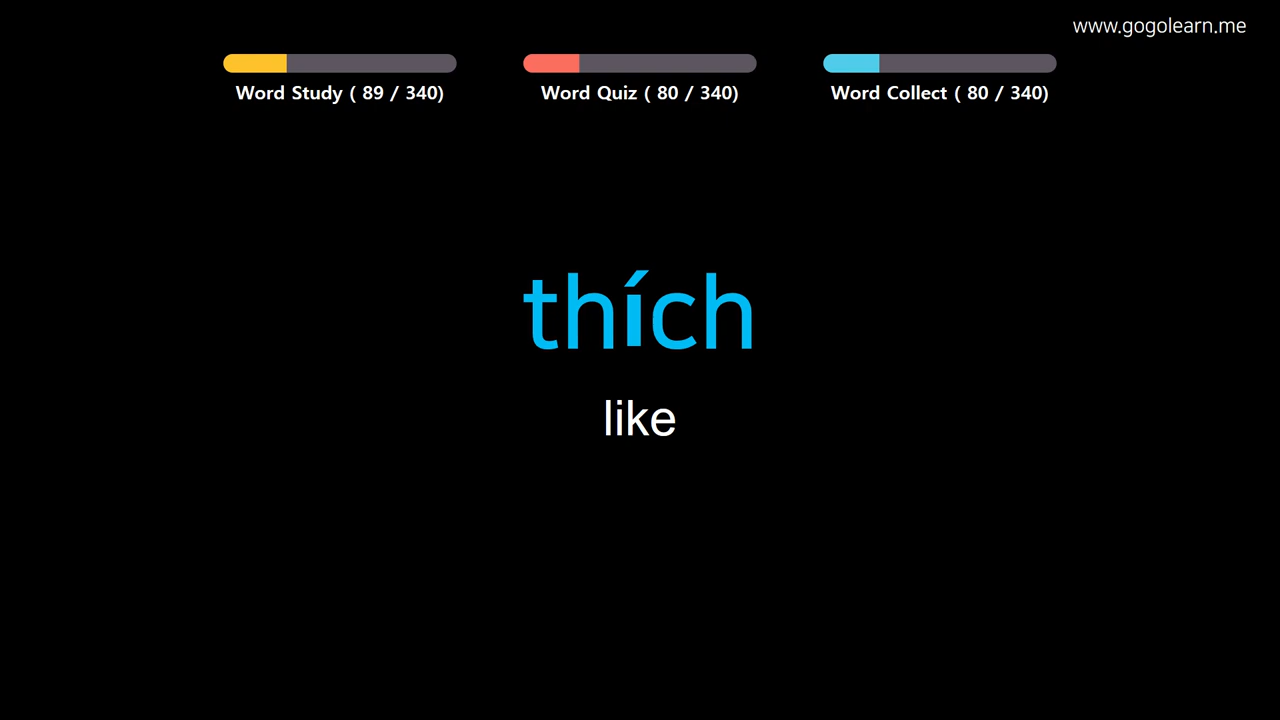 www.gogolearn.me
Word Study ( 89 / 340)
Word Quiz ( 80 / 340)
Word Collect ( 80 / 340)
thích
like